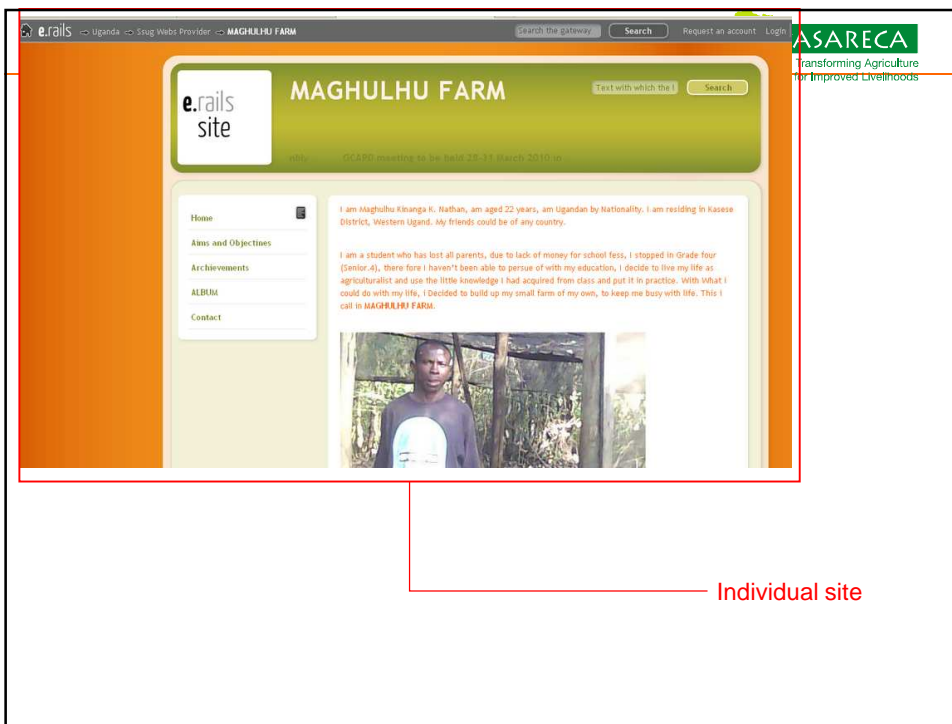 e.rails Uganda Ssug Webs Provider MAGHULHU FARM Search the gateway Search Request an account Login
ASARECA
Transforming Agriculture
for Improved Livelihoods
e.rails
site
MAGHULHU FARM
Text with which the l Search
nbly GCARD meeting to be held 28-31 March 2010 in
Home
Aims and Objectines
Archievements
ALBUM
Contact
I am Maghulhu Kinanga K. Nathan, am aged 22 years, am Ugandan by Nationality. I am residing in Kasese
District, Western Ugand. My friends could be of any country.
I am a student who has lost all parents, due to lack of money for school fess, I stopped in Grade four
(Senior.4), there fore I haven't been able to persue of with my education, I decide to live my life as
agriculturalist and use the little knowledge I had acquired from class and put it in practice. With What I
could do with my life, I Decided to build up my small farm of my own, to keep me busy with life. This I
call in MAGHULHU FARM.
Individual site